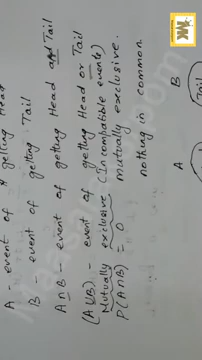 A - event of getting Head
B - event of getting Tail
A∩B - event of getting Head and Tail
(A∪B) - event of getting Head or Tail
Mutually exclusive (Incompatible events)
P(A∩B) = 0 mutually exclusive.
nothing in common
A B
Tail